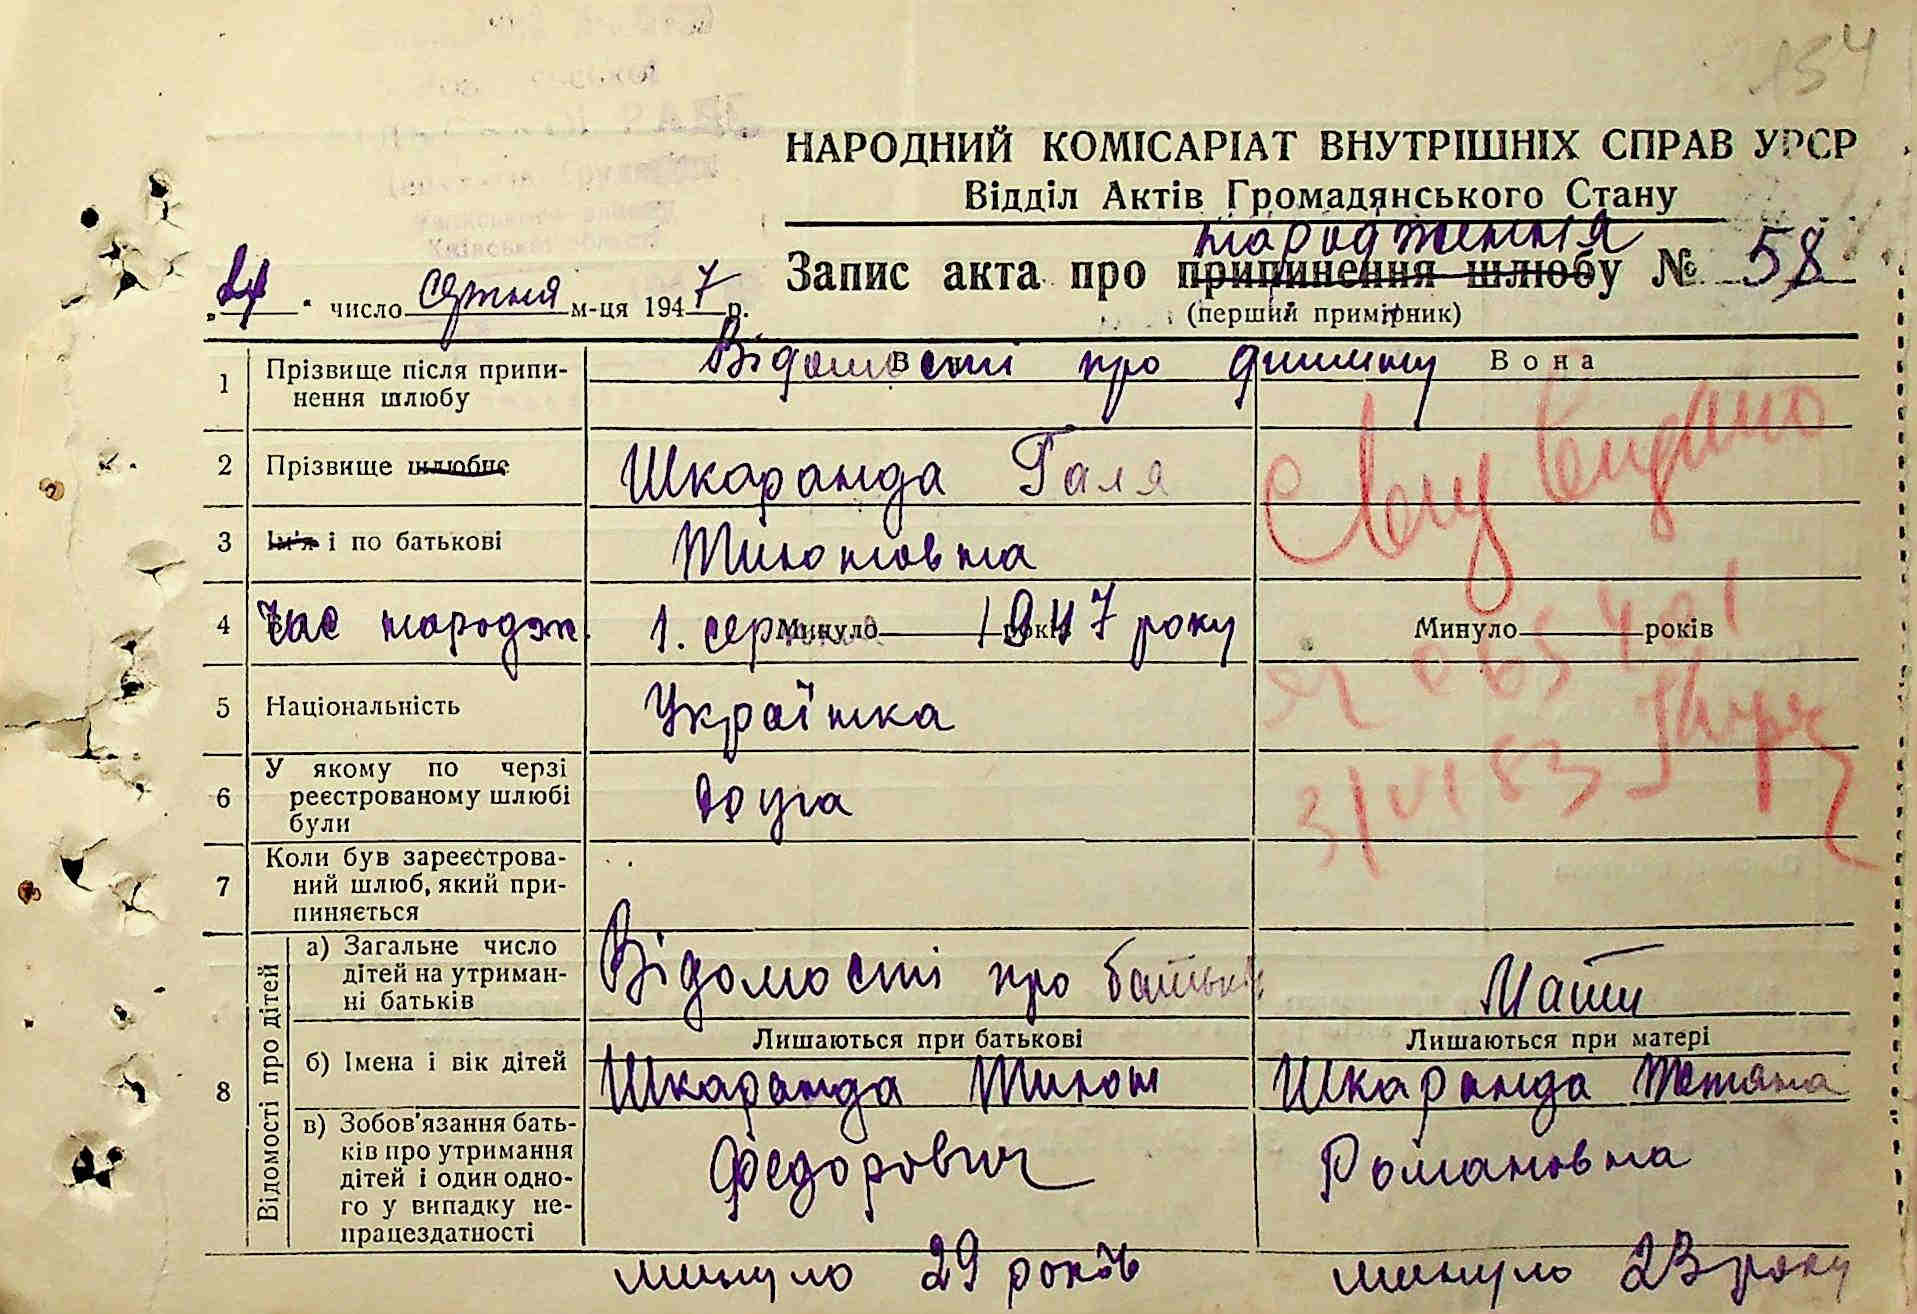 154
НАРОДНИЙ КОМІСАРІАТ ВНУТРІШНІХ СПРАВ УРСР
Відділ Актів Громадянського Стану
народження
Запис акта про припинення шлюбу № 58
(перший примірник)
число серпня м-ця 1947 р.
Відомості про дитину
1 Прізвище після припинення шлюбу Вона
2 Прізвище шлюбне Шкаранда Галя
3 Ім'я і по батькові Тихоновна
4 Час народж. 1. серпня 1947 року
Минуло років Минуло років
5 Національність Українка
6 У якому по черзі реєстрованому шлюбі були Друга
7 Коли був зареєстрований шлюб, який припиняється
Відомості про дітей
8 а) Загальне число дітей на утриманні батьків Відомості про батьків Мати
Лишаються при батькові Лишаються при матері
б) Імена і вік дітей Шкаранда Тихон Шкаранда Тетяна
в) Зобов'язання батьків про утримання дітей і один одного у випадку непрацездатності Федорович Романовна
минуло 29 років минуло 23 року
видано
065401